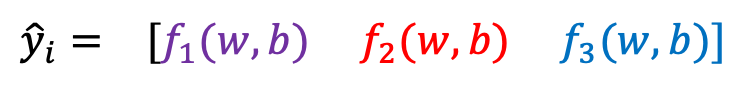 ŷᵢ = [f₁(w, b) f₂(w, b) f₃(w, b)]